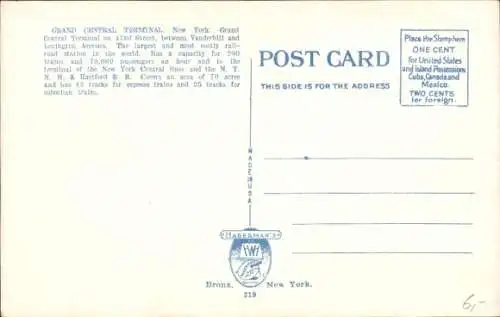 GRAND CENTRAL TERMINAL, New York. Grand
Central Terminal on 42nd Street, between Vanderbilt and
Lexington Avenue. The largest and most costly rail-
road station in the world. Has a capacity for 200
trains and 70,000 passengers an hour and is the
terminal of the New York Central lines and the N. Y.
N. H. & Hartford R. R. Covers an area of 70 acres
and has 42 tracks for express trains and 25 tracks for
suburban trains.
POST CARD
THIS SIDE IS FOR THE ADDRESS
Place the Stamp here
ONE CENT
for United States
and Island Possessions
Cuba, Canada and
Mexico.
TWO CENTS
for foreign.
MADE IN U S A
HABERMAN'S
Bronx, New York.
219
6,-